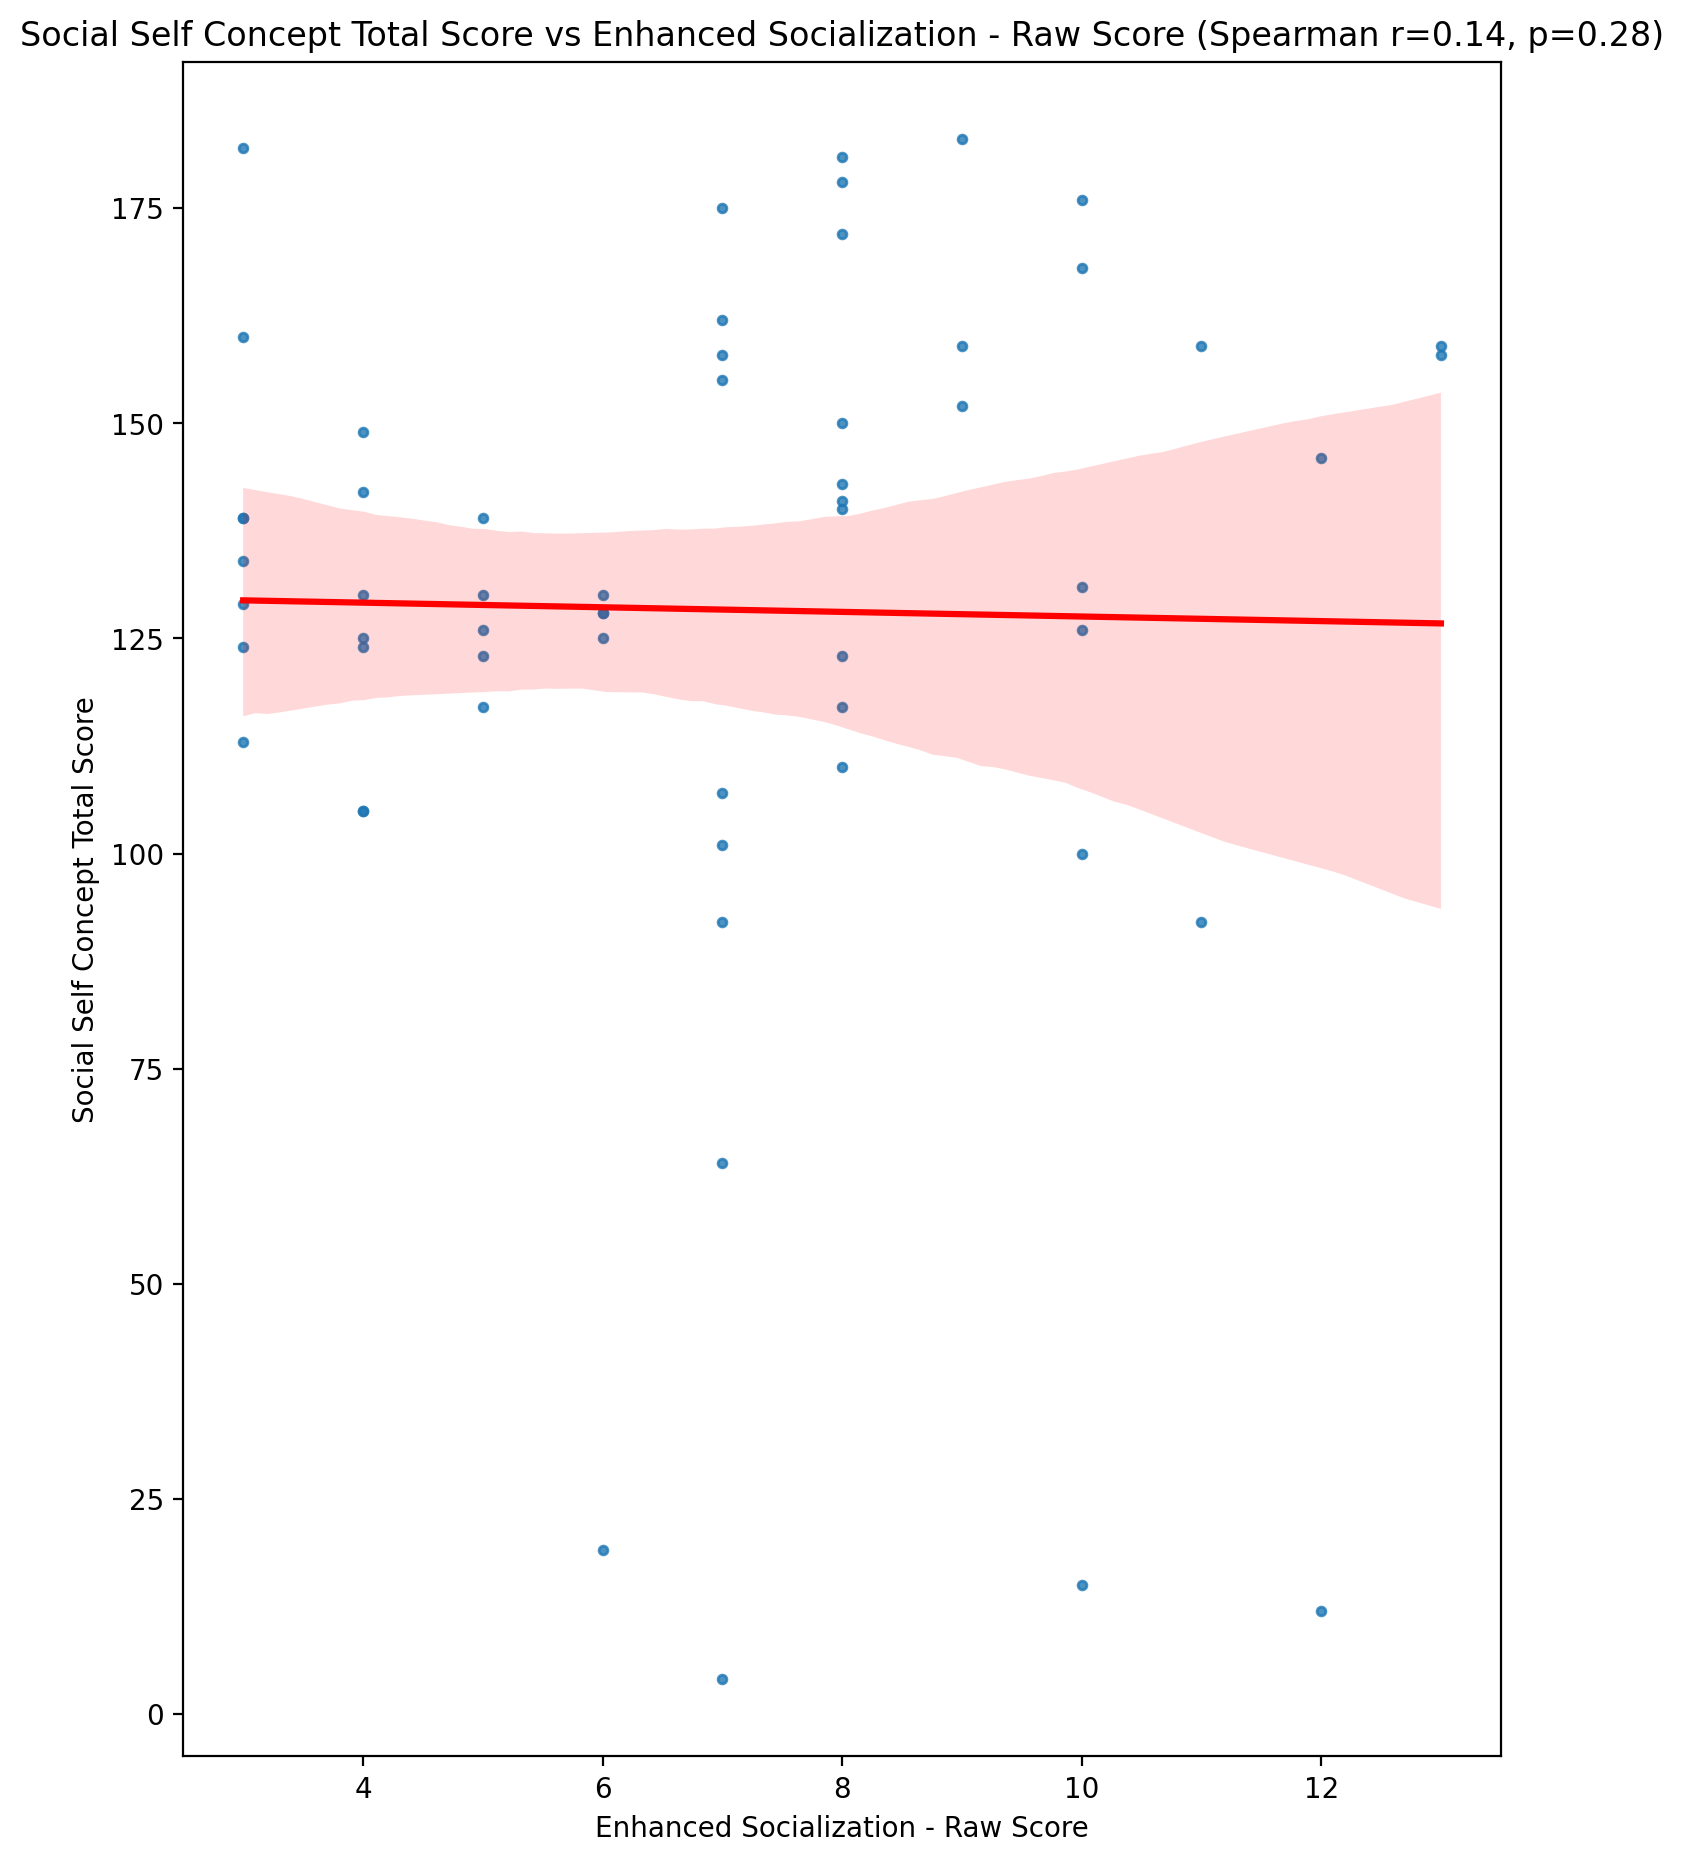 Social Self Concept Total Score vs Enhanced Socialization - Raw Score (Spearman r=0.14, p=0.28)
175
150
125
100
75
50
25
0
Social Self Concept Total Score
4 6 8 10 12
Enhanced Socialization - Raw Score